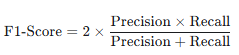 F1-Score = 2 × Precision × Recall / Precision + Recall